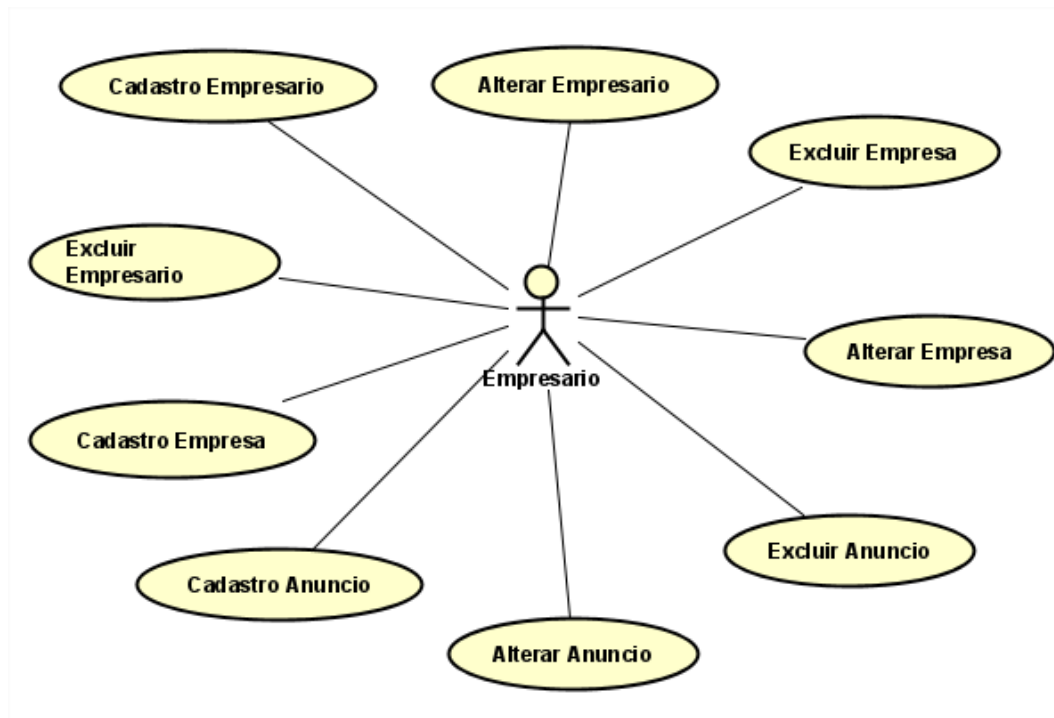 Cadastro Empresario
Alterar Empresario
Excluir Empresa
Excluir
Empresario
Alterar Empresa
Empresario
Cadastro Empresa
Excluir Anuncio
Cadastro Anuncio
Alterar Anuncio